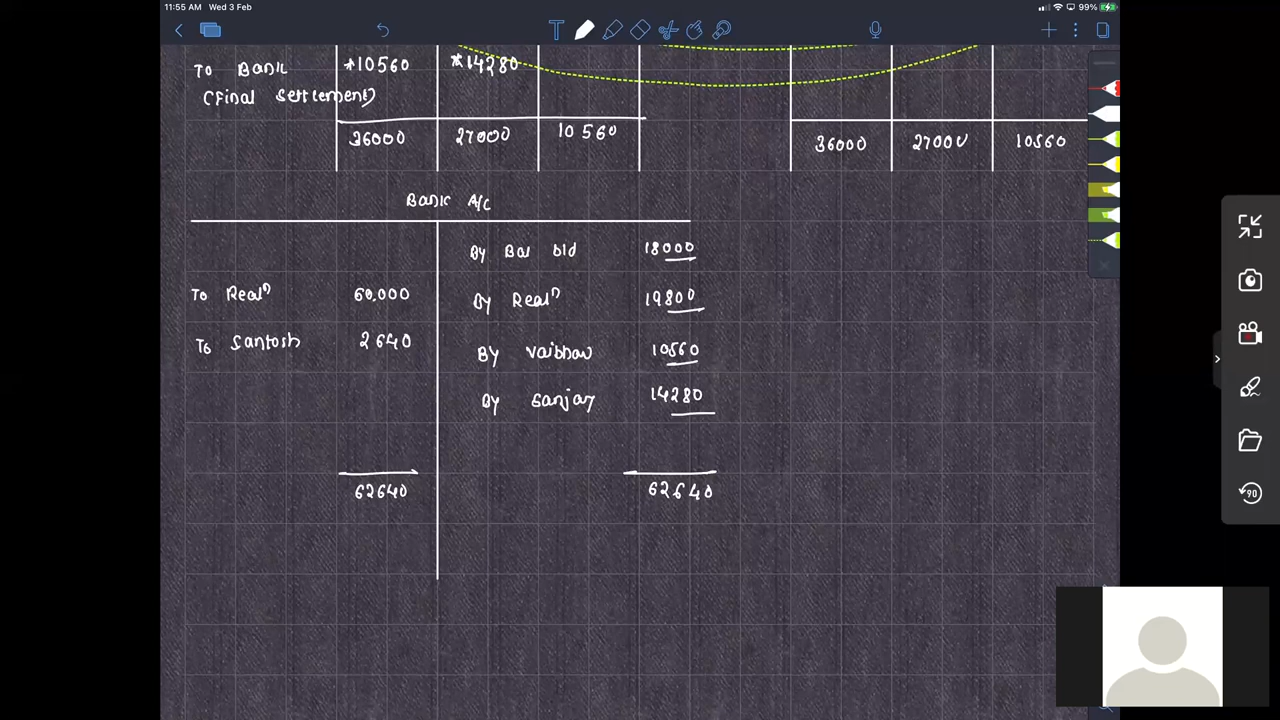 11:55 AM Wed 3 Feb
99%
To Bank *10560 *14280
(Final Settlement)
36000 27000 10560 36000 27000 10560
Bank A/c
By Bal b/d 18000
To Realⁿ 60,000 By Realⁿ 19800
To Santosh 2640 By Vaibhav 10560
By Sanjay 14280
62640 62640
90